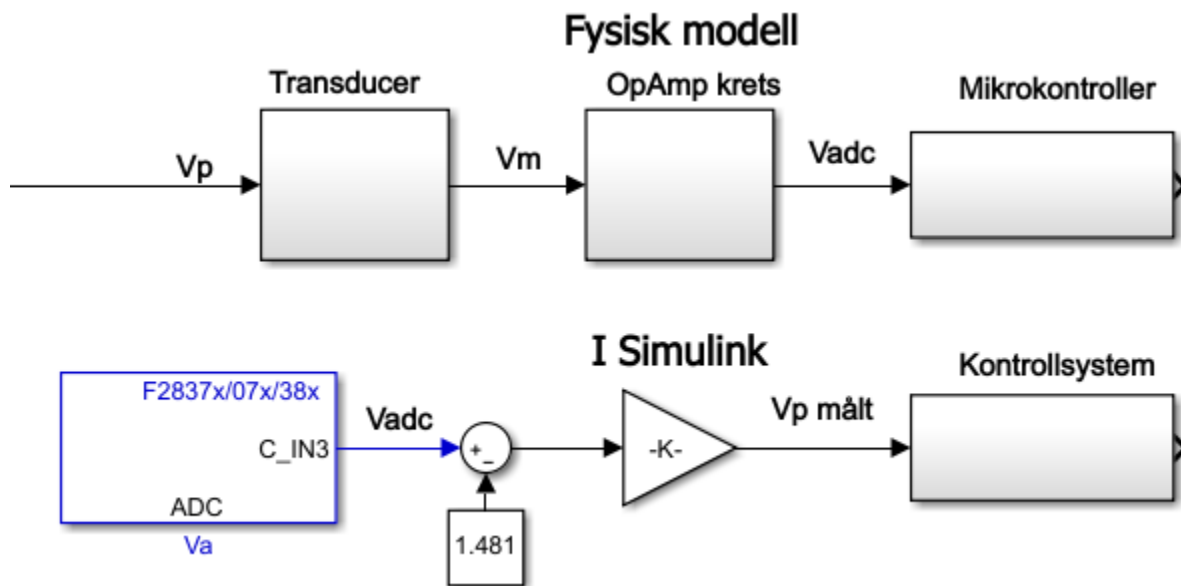 Fysisk modell
Transducer
OpAmp krets
Mikrokontroller
Vp
Vm
Vadc
I Simulink
Kontrollsystem
F2837x/07x/38x
C_IN3
ADC
Va
Vadc
+
-
1.481
-K-
Vp målt